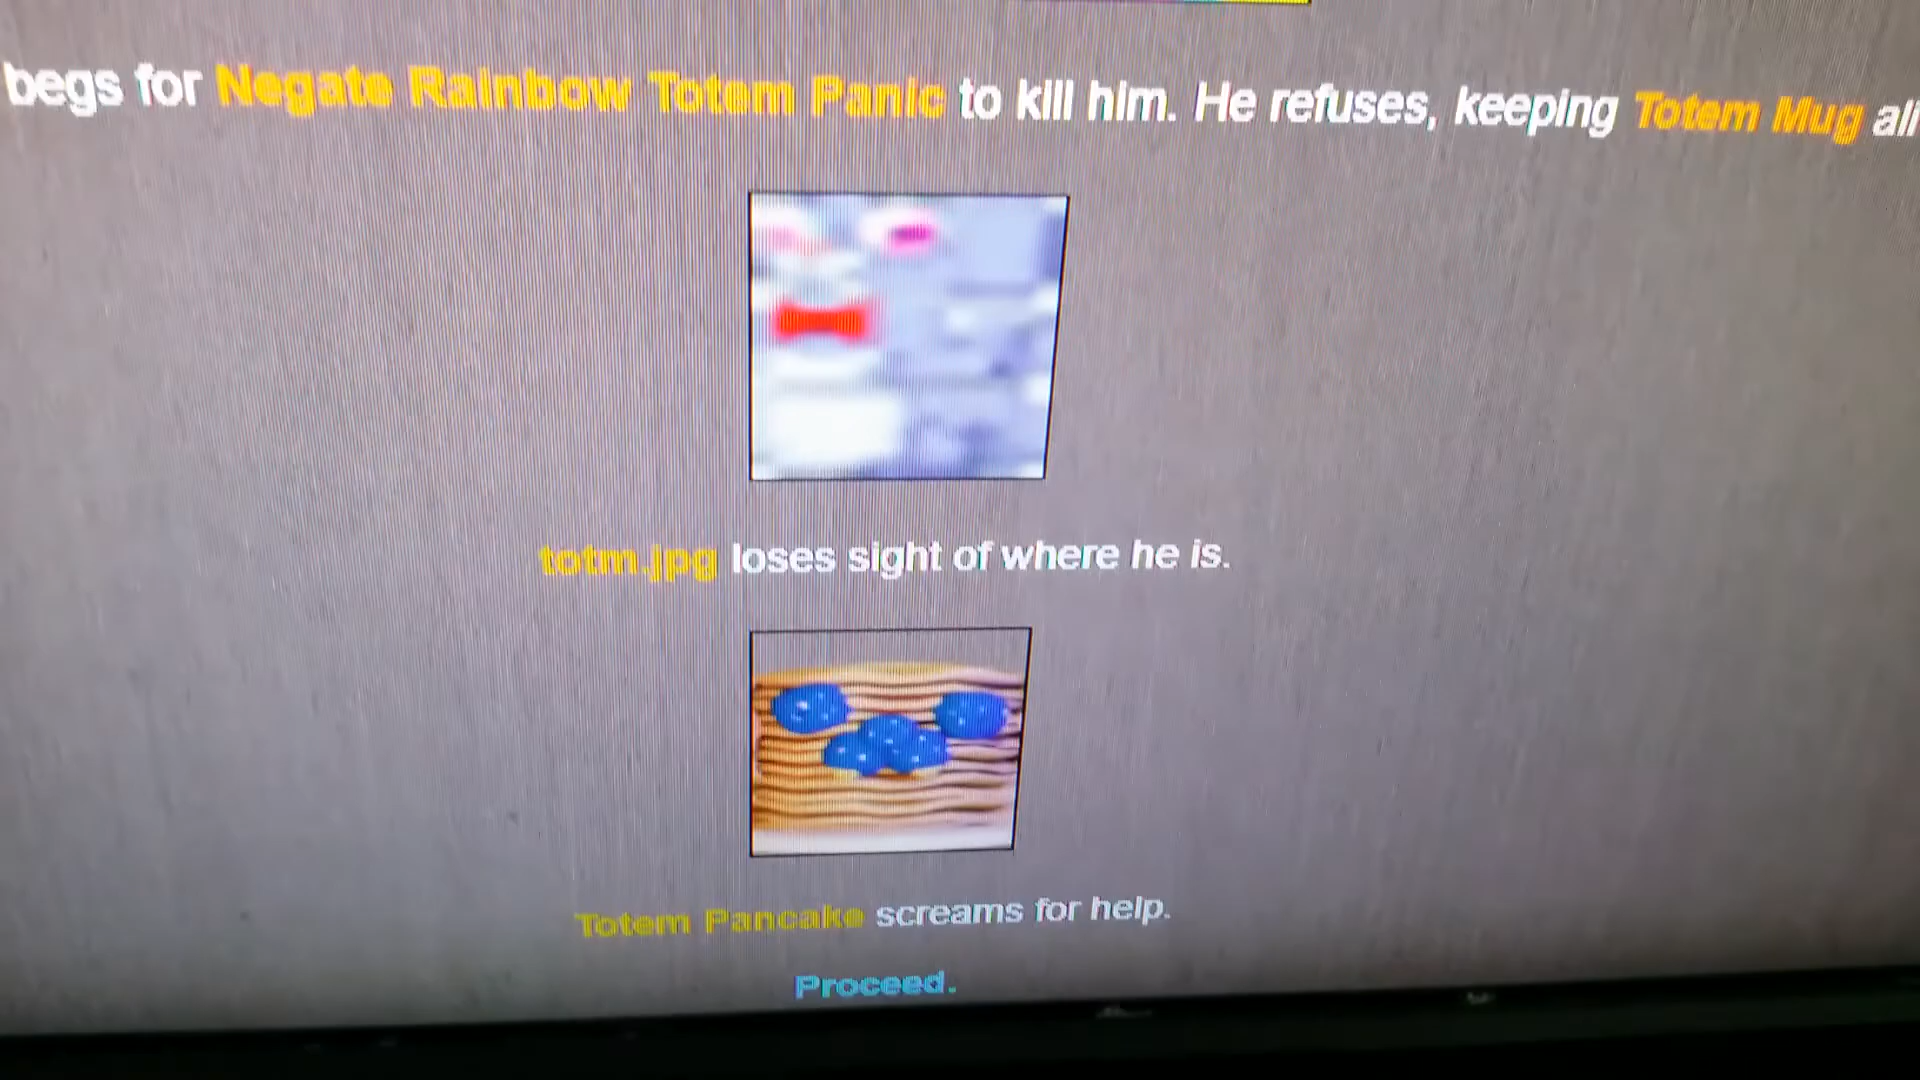 begs for Negate Rainbow Totem Panic to kill him. He refuses, keeping Totem Mug
totm.jpg loses sight of where he is.
Totem Pancake screams for help.
Proceed.